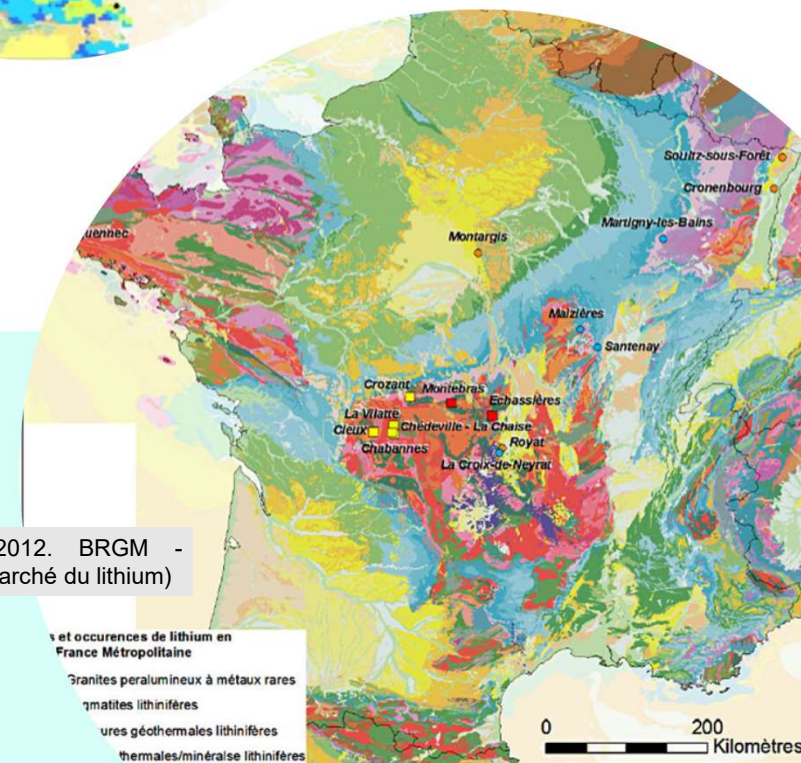 Soultz-sous-Forêt
Cronenbourg
Martigny-les-Bains
uennec
Montargis
Maizières
Santenay
Crozant
Montebras
Echassières
La Vilatte
Chédeville - La Chaise
Cieux
Royat
Chabannes
La Croix-de-Neyrat
2012. BRGM -
arché du lithium)
s et occurences de lithium en
France Métropolitaine
Granites peralumineux à métaux rares
gmatites lithinifères
ures géothermales lithinifères
thermales/minéralse lithinifères
0 200
Kilomètres